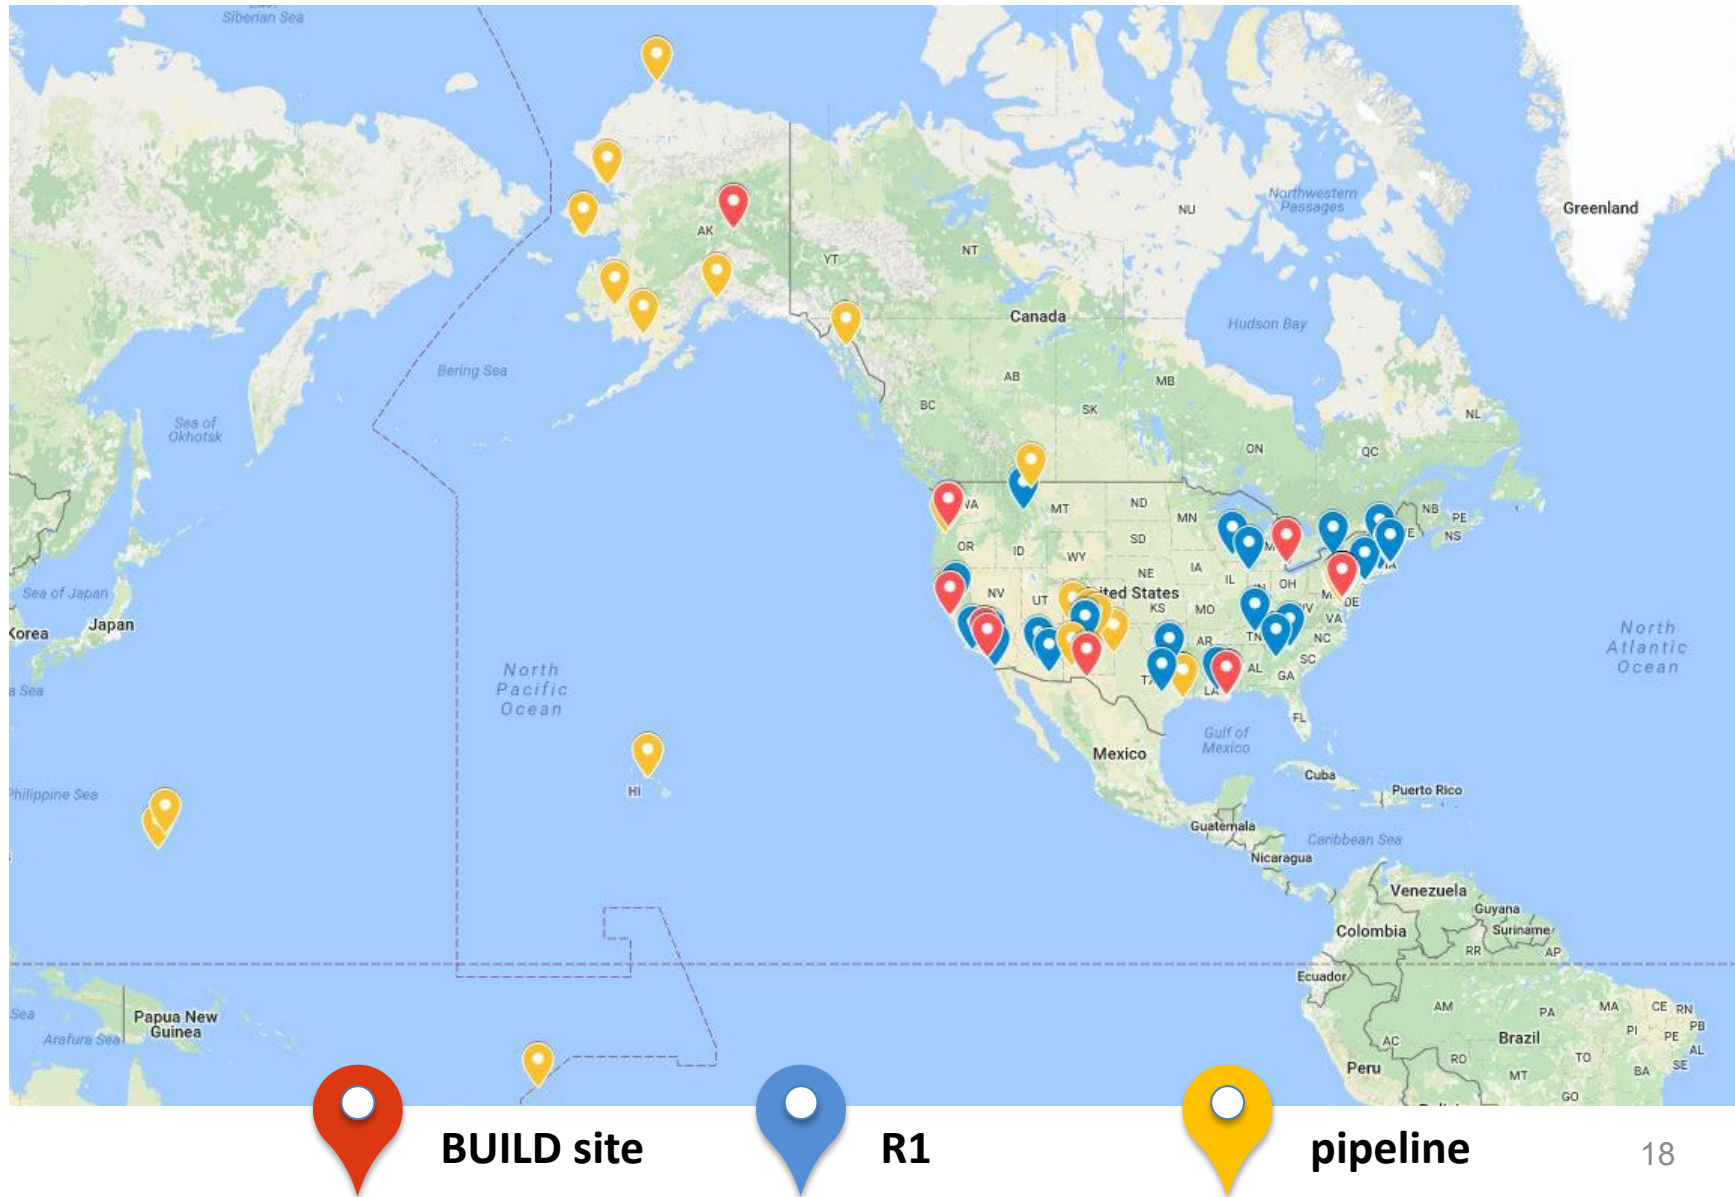 Siberian Sea
Greenland
Northwestern
Passages
NU
AK
YT
NT
Canada
Hudson Bay
Bering Sea
AB
MB
BC
SK
NL
Sea of
Okhotsk
ON
QC
WA
MT
ND
NB
PE
MN
NS
OR
ID
WY
SD
IA
NE
IL
OH
Sea of Japan
NV
UT
United States
KS
MO
DE
VA
Korea
Japan
AR
TN
NC
North
Pacific
Ocean
North
Atlantic
Ocean
SC
AL
GA
LA
FL
Gulf of
Mexico
Mexico
Cuba
Puerto Rico
HI
Philippine Sea
Guatemala
Caribbean Sea
Nicaragua
Venezuela
Guyana
Suriname
Colombia
RR
AP
Ecuador
Sea
Papua New
Guinea
Arafura Sea
AM
PA
MA
CE
RN
PB
PI
PE
AL
SE
AC
Brazil
TO
BA
Peru
RO
MT
GO
BUILD site
R1
pipeline
18